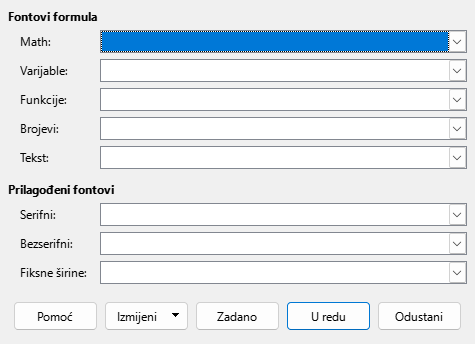 Fontovi formula
Math:
Varijable:
Funkcije:
Brojevi:
Tekst:
Prilagođeni fontovi
Serifni:
Bezserifni:
Fiksne širine:
Pomoć Izmijeni Zadano U redu Odustani